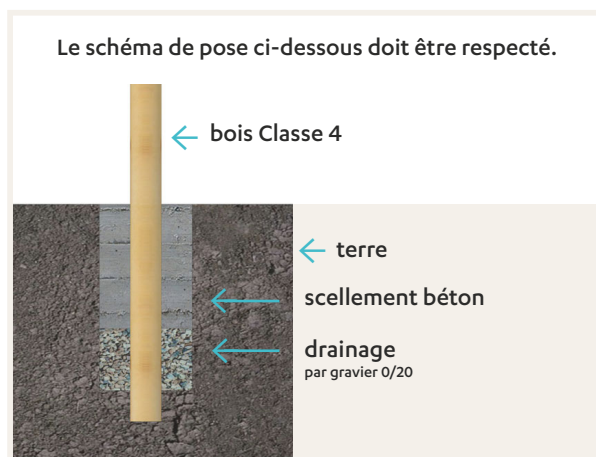 Le schéma de pose ci-dessous doit être respecté.
bois Classe 4
terre
scellement béton
drainage
par gravier 0/20